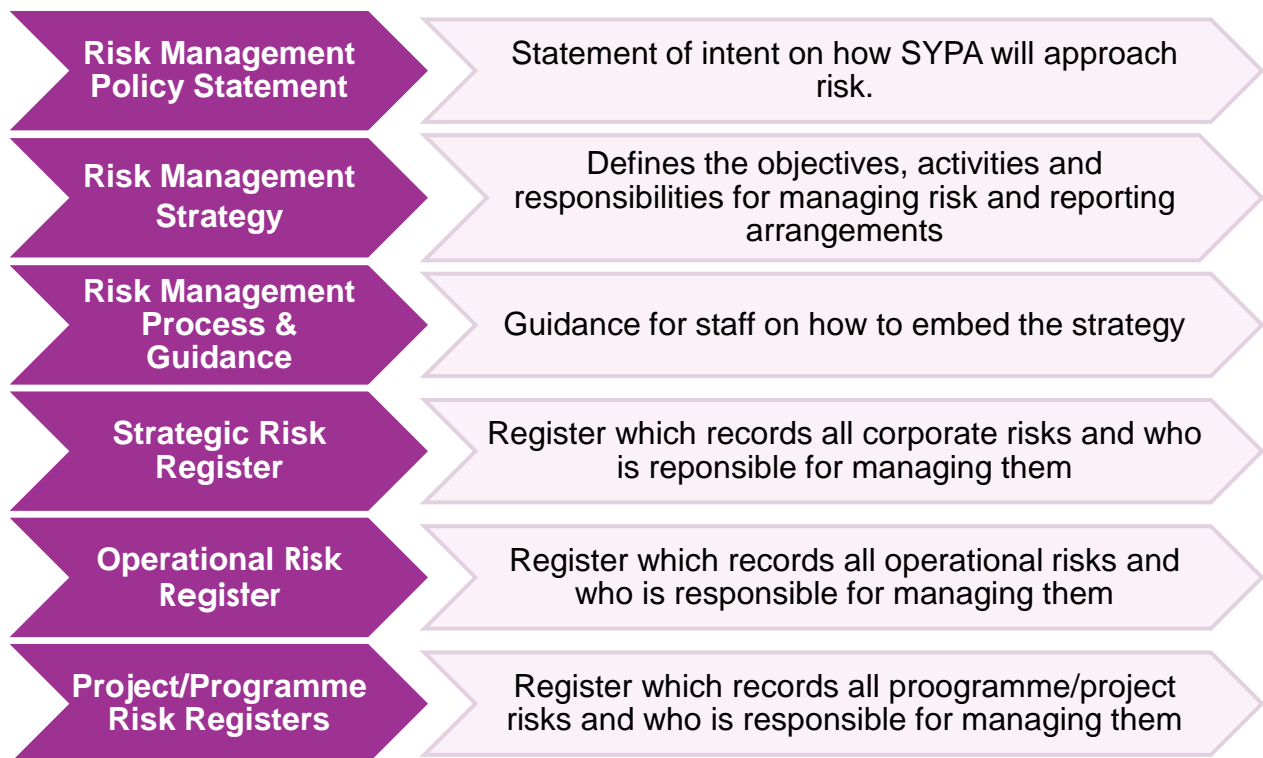 Risk Management
Policy Statement
Statement of intent on how SYPA will approach
risk.
Risk Management
Strategy
Defines the objectives, activities and
responsibilities for managing risk and reporting
arrangements
Risk Management
Process &
Guidance
Guidance for staff on how to embed the strategy
Strategic Risk
Register
Register which records all corporate risks and who
is reponsible for managing them
Operational Risk
Register
Register which records all operational risks and
who is responsible for managing them
Project/Programme
Risk Registers
Register which records all proogramme/project
risks and who is responsible for managing them